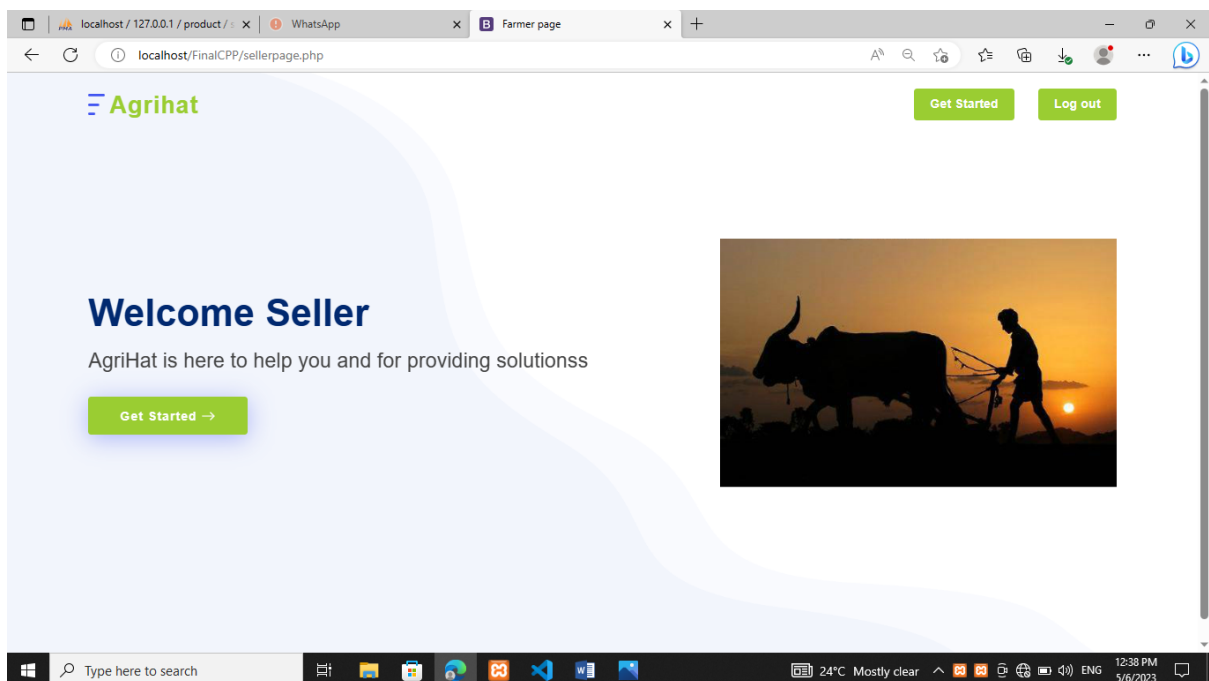 localhost / 127.0.0.1 / product / s
WhatsApp
Farmer page
localhost/FinalCPP/sellerpage.php
Agrihat
Get Started
Log out
Welcome Seller
AgriHat is here to help you and for providing solutionss
Get Started →
Type here to search
24°C Mostly clear
ENG
12:38 PM
5/6/2023